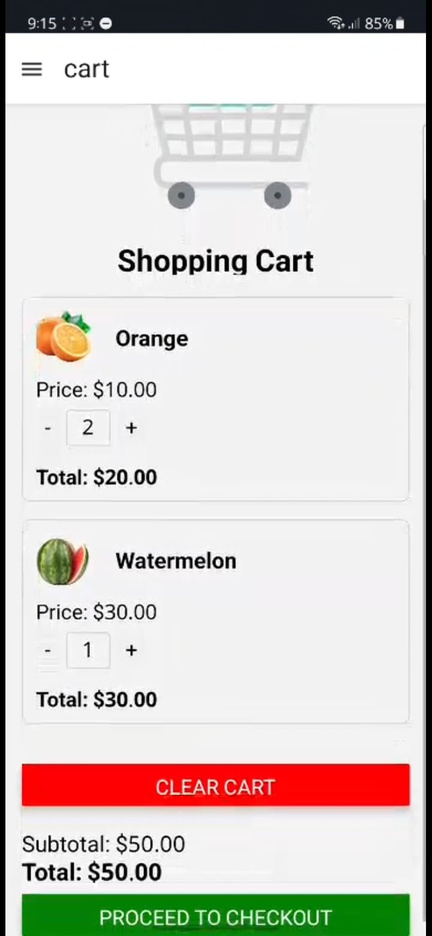 9:15 85%
cart
Shopping Cart
Orange
Price: $10.00
- 2 +
Total: $20.00
Watermelon
Price: $30.00
- 1 +
Total: $30.00
CLEAR CART
Subtotal: $50.00
Total: $50.00
PROCEED TO CHECKOUT